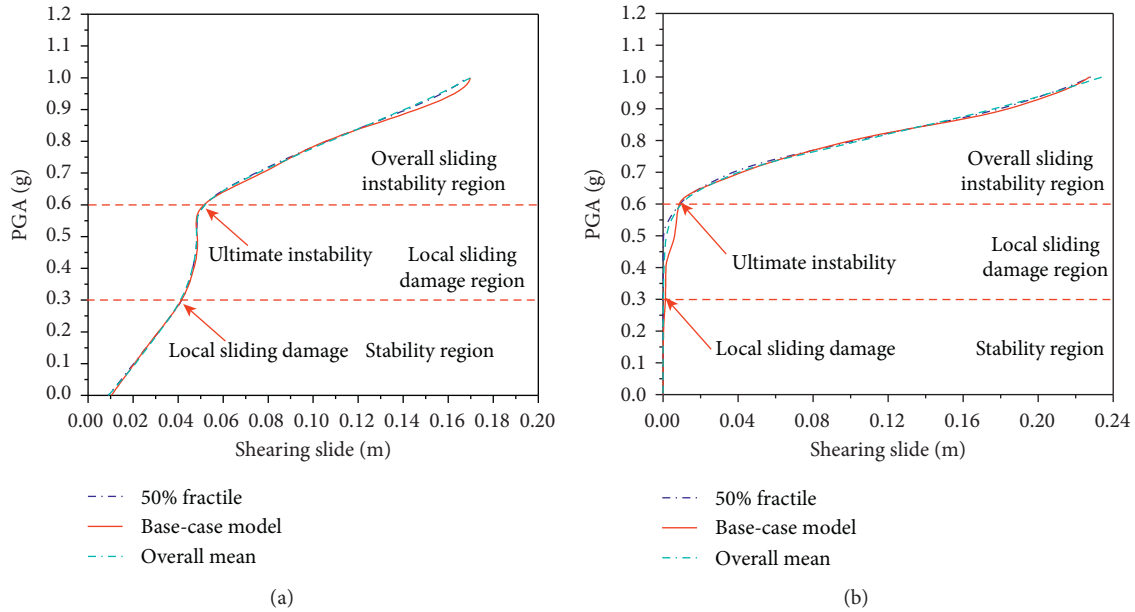 1.2
1.1
1.0
0.9
0.8
0.7
0.6
0.5
0.4
0.3
0.2
0.1
0.0
PGA (g)
Overall sliding
instability region
Ultimate instability
Local sliding
damage region
Local sliding damage
Stability region
0.00 0.02 0.04 0.06 0.08 0.10 0.12 0.14 0.16 0.18 0.20
Shearing slide (m)
50% fractile
Base-case model
Overall mean
(a)
1.2
1.1
1.0
0.9
0.8
0.7
0.6
0.5
0.4
0.3
0.2
0.1
0.0
PGA (g)
Overall sliding
instability region
Ultimate instability
Local sliding
damage region
Local sliding damage
Stability region
0.00 0.04 0.08 0.12 0.16 0.20 0.24
Shearing slide (m)
50% fractile
Base-case model
Overall mean
(b)